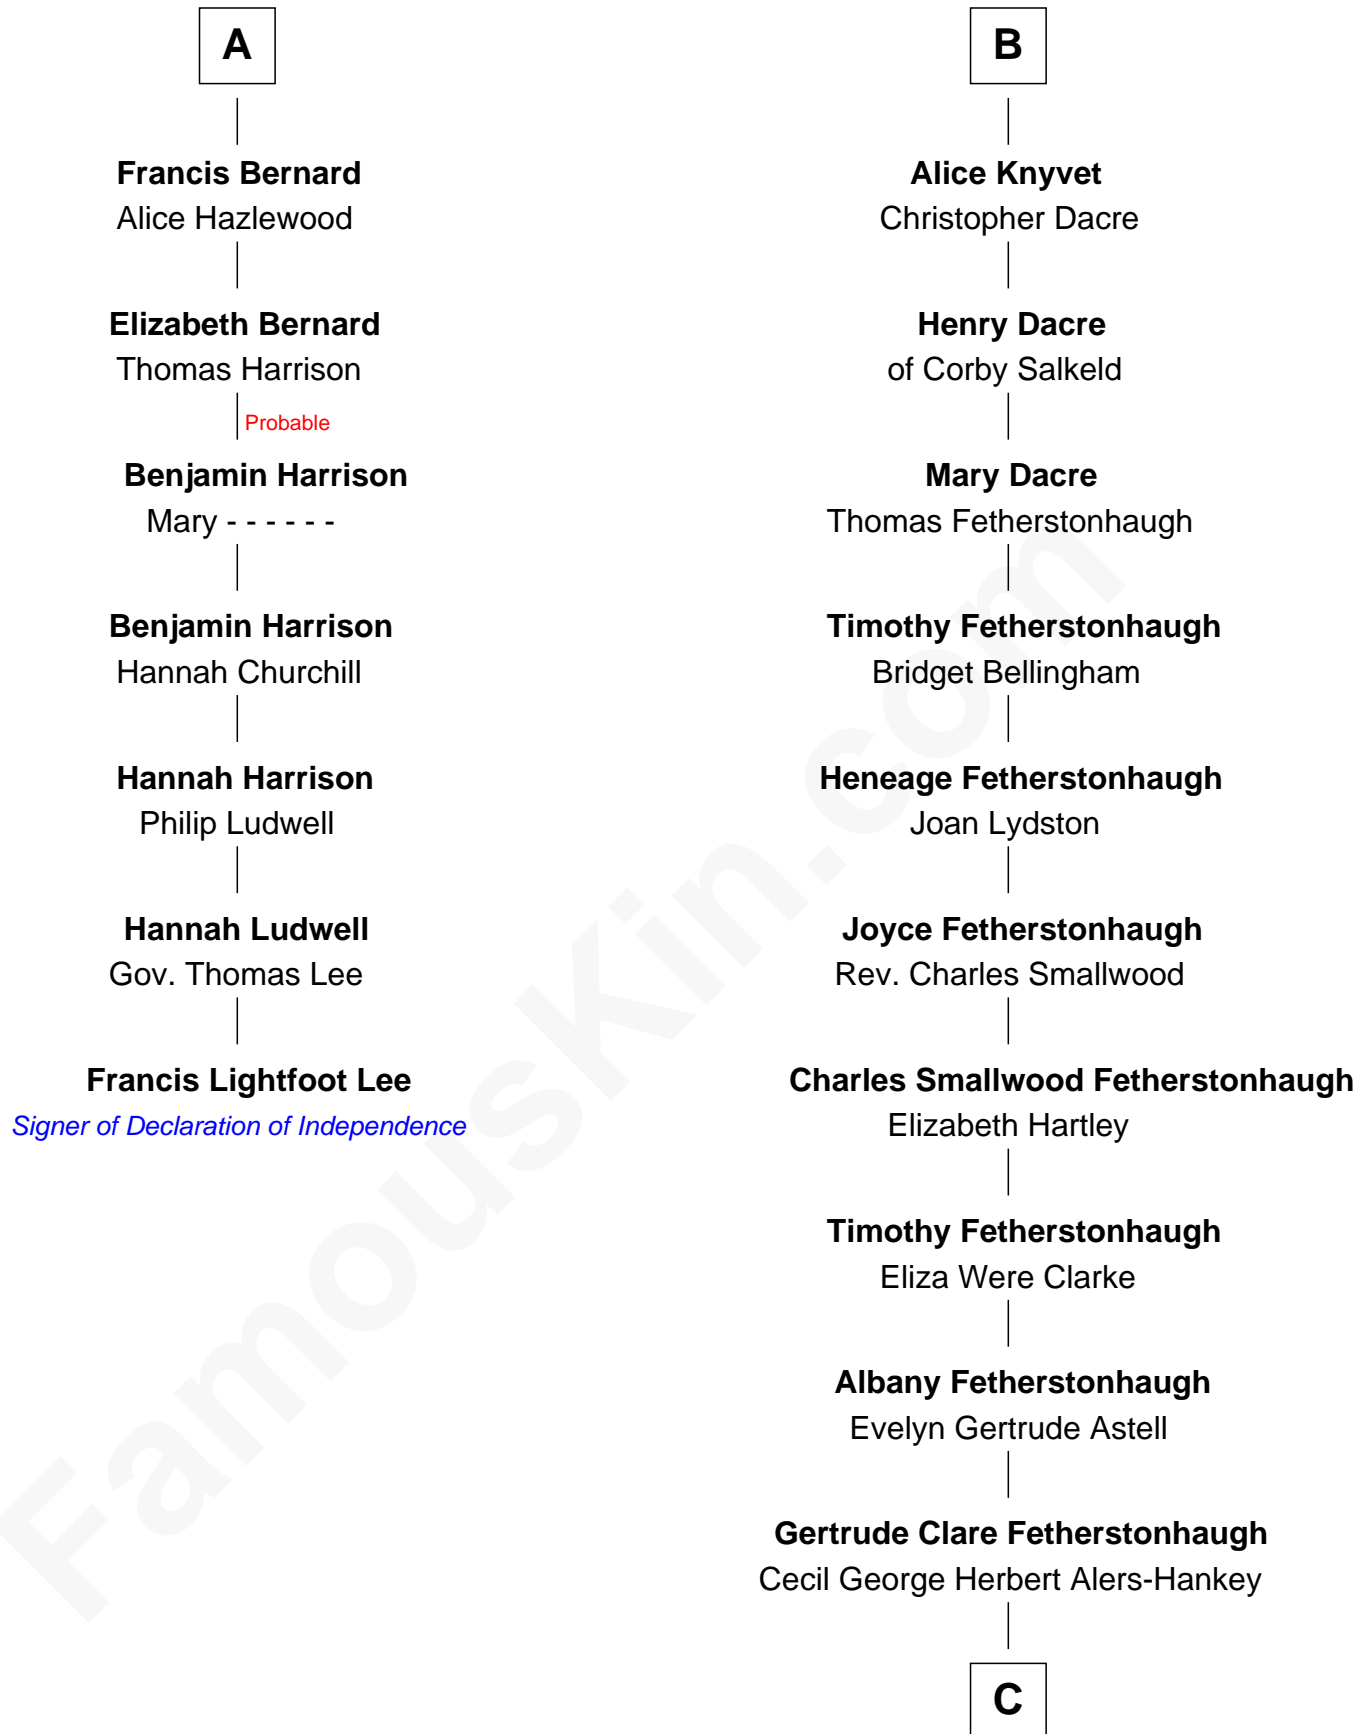 A
Francis Bernard
Alice Hazlewood
Elizabeth Bernard
Thomas Harrison
Probable
Benjamin Harrison
Mary - - - - - -
Benjamin Harrison
Hannah Churchill
Hannah Harrison
Philip Ludwell
Hannah Ludwell
Gov. Thomas Lee
Francis Lightfoot Lee
Signer of Declaration of Independence
B
Alice Knyvet
Christopher Dacre
Henry Dacre
of Corby Salkeld
Mary Dacre
Thomas Fetherstonhaugh
Timothy Fetherstonhaugh
Bridget Bellingham
Heneage Fetherstonhaugh
Joan Lydston
Joyce Fetherstonhaugh
Rev. Charles Smallwood
Charles Smallwood Fetherstonhaugh
Elizabeth Hartley
Timothy Fetherstonhaugh
Eliza Were Clarke
Albany Fetherstonhaugh
Evelyn Gertrude Astell
Gertrude Clare Fetherstonhaugh
Cecil George Herbert Alers-Hankey
C
FamousKin.com